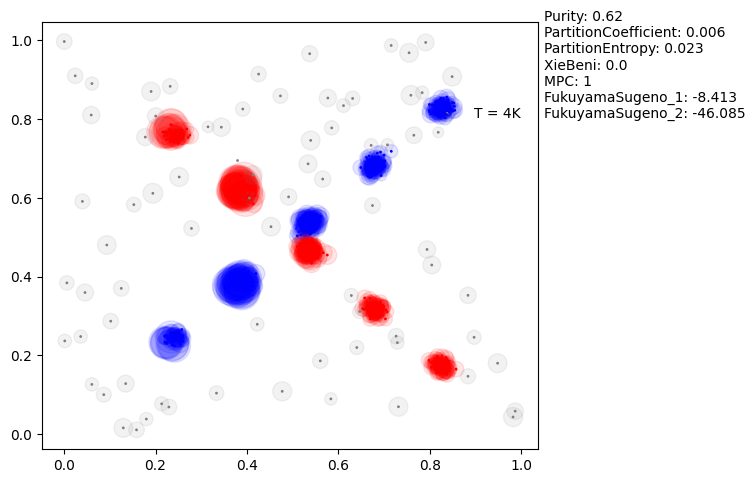 Purity: 0.62
PartitionCoefficient: 0.006
PartitionEntropy: 0.023
XieBeni: 0.0
MPC: 1
FukuyamaSugeno_1: -8.413
FukuyamaSugeno_2: -46.085
T = 4K
1.0
0.8
0.6
0.4
0.2
0.0
0.0 0.2 0.4 0.6 0.8 1.0